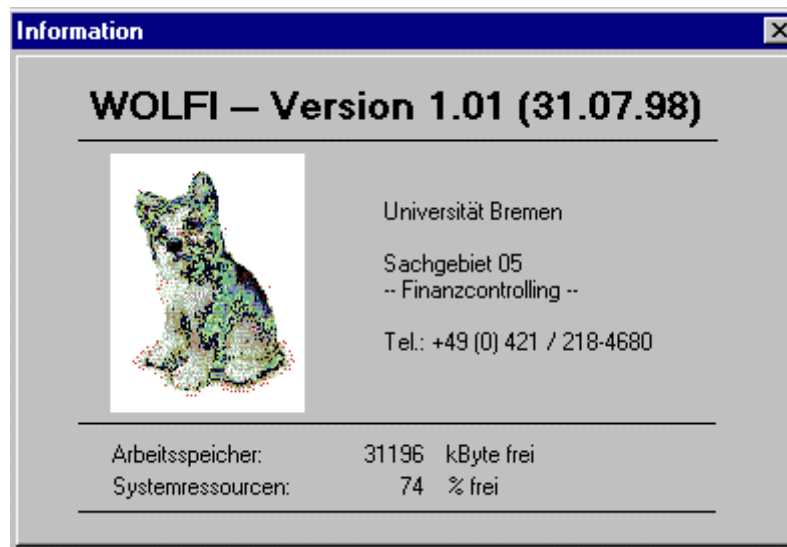 Information
WOLFI — Version 1.01 (31.07.98)
Universität Bremen
Sachgebiet 05
-- Finanzcontrolling --
Tel.: +49 (0) 421 / 218-4680
Arbeitsspeicher: 31196 kByte frei
Systemressourcen: 74 % frei